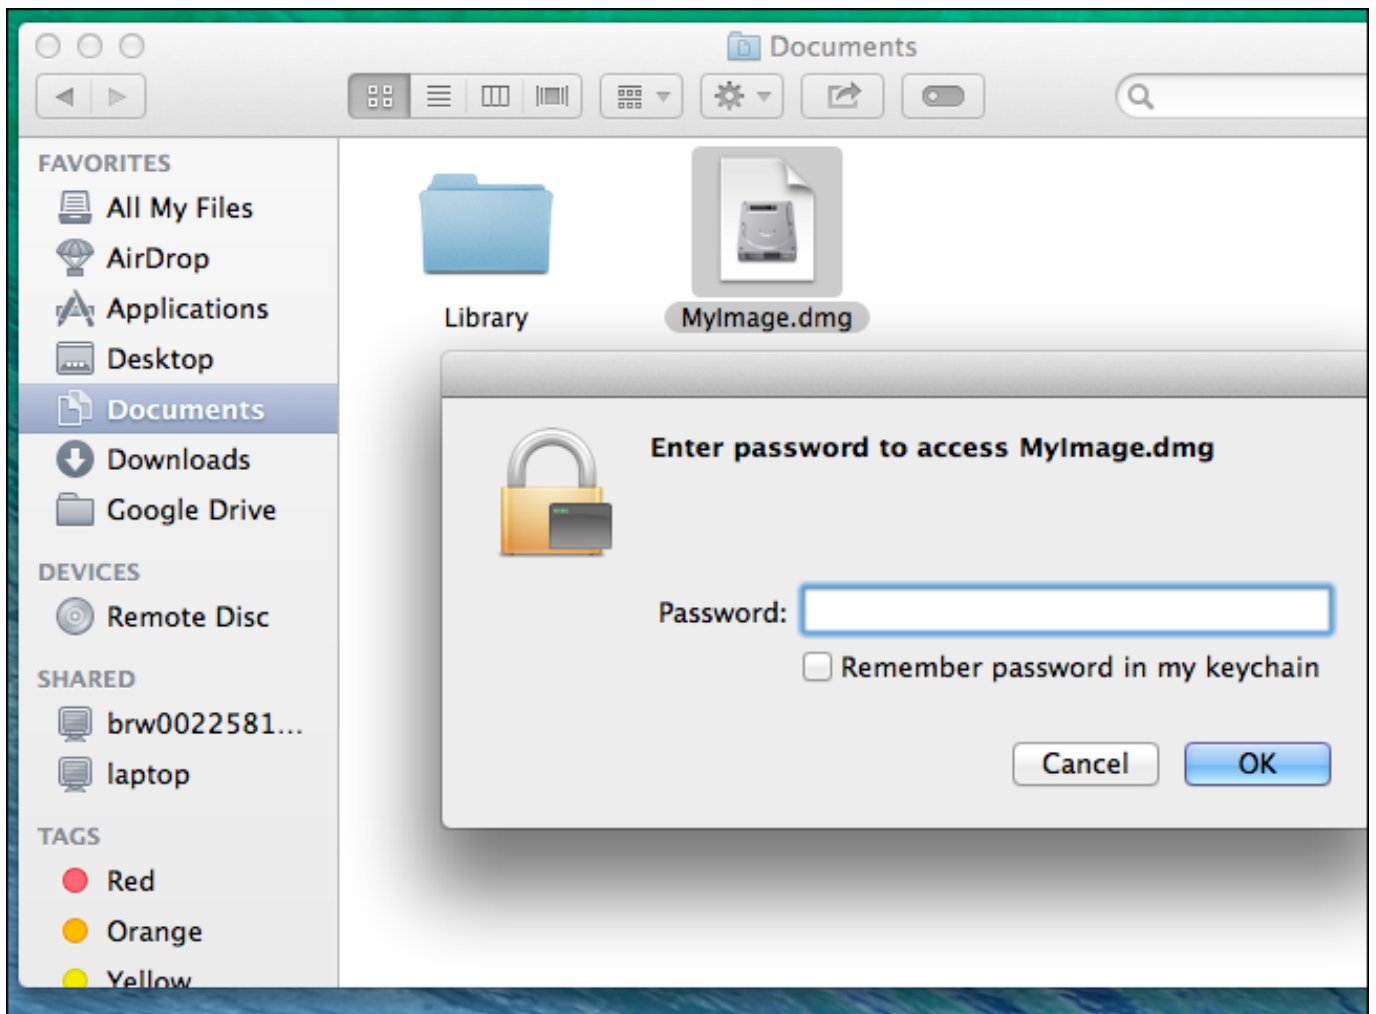 Documents
FAVORITES
All My Files
AirDrop
Applications
Desktop
Documents
Downloads
Google Drive
DEVICES
Remote Disc
SHARED
brw0022581...
laptop
TAGS
Red
Orange
Yellow
Library
MyImage.dmg
Enter password to access MyImage.dmg
Password:
Remember password in my keychain
Cancel
OK